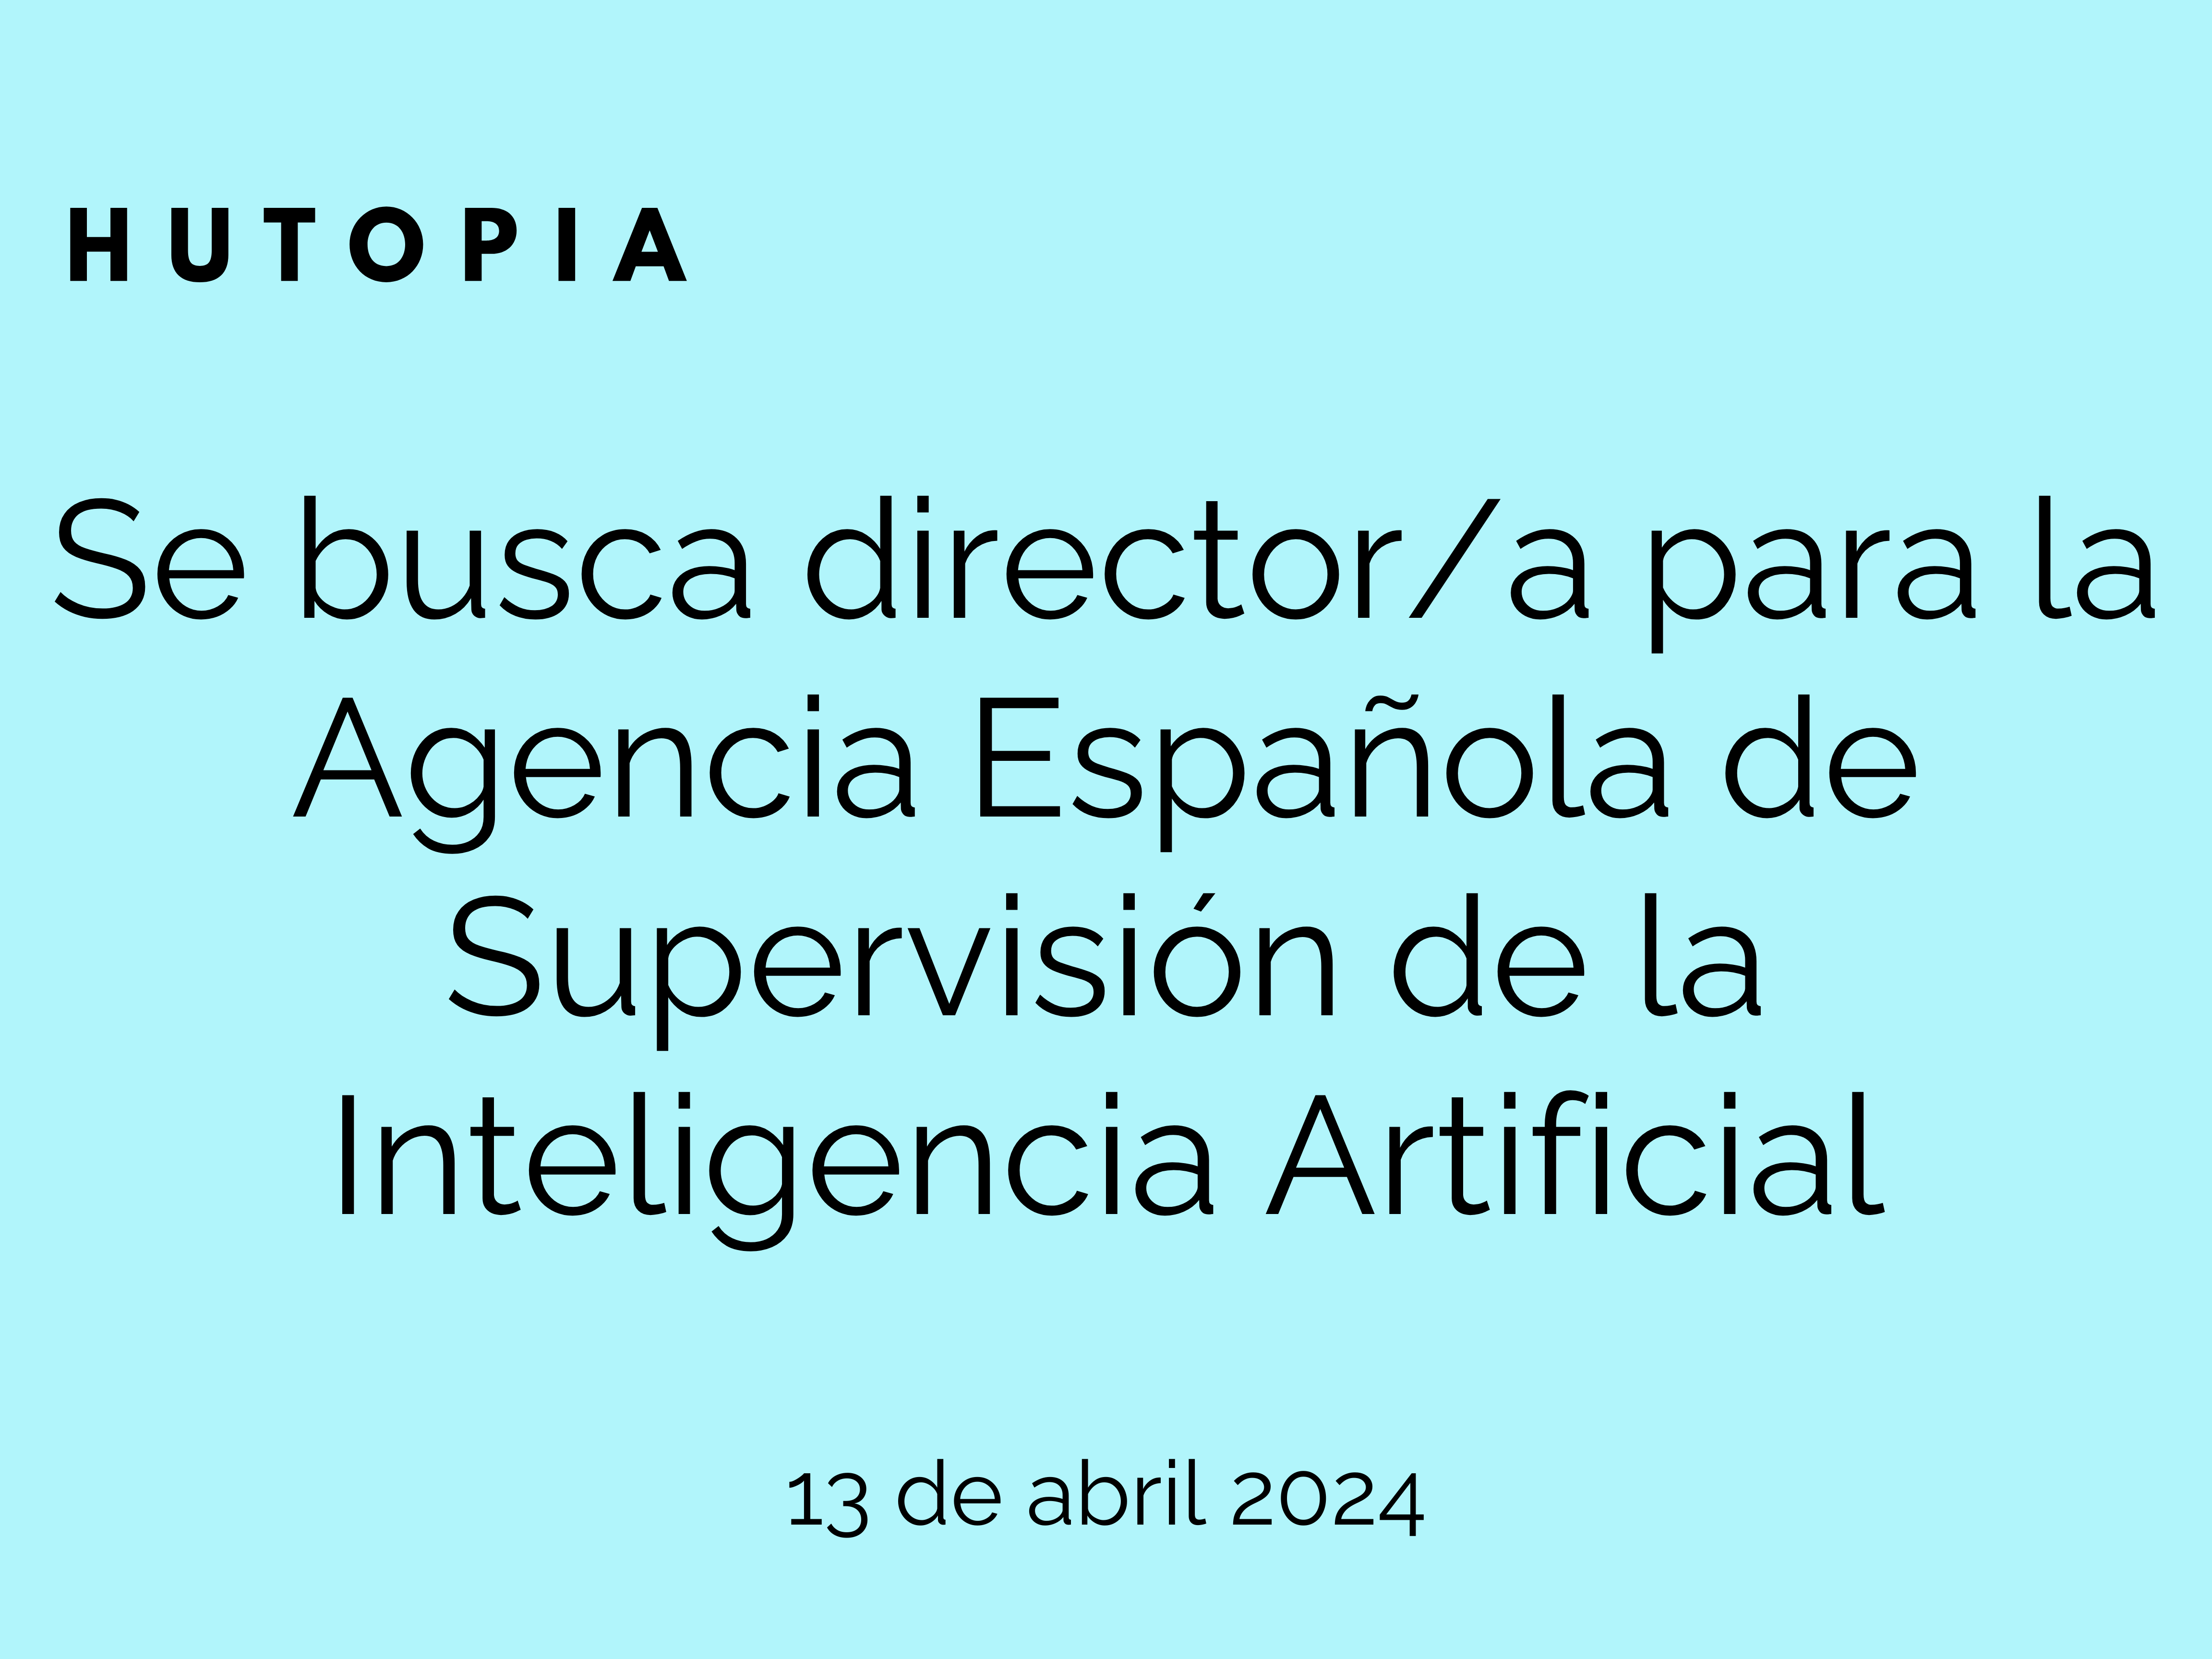 HUTOPIA
Se busca director/a para la
Agencia Española de
Supervisión de la
Inteligencia Artificial
13 de abril 2024